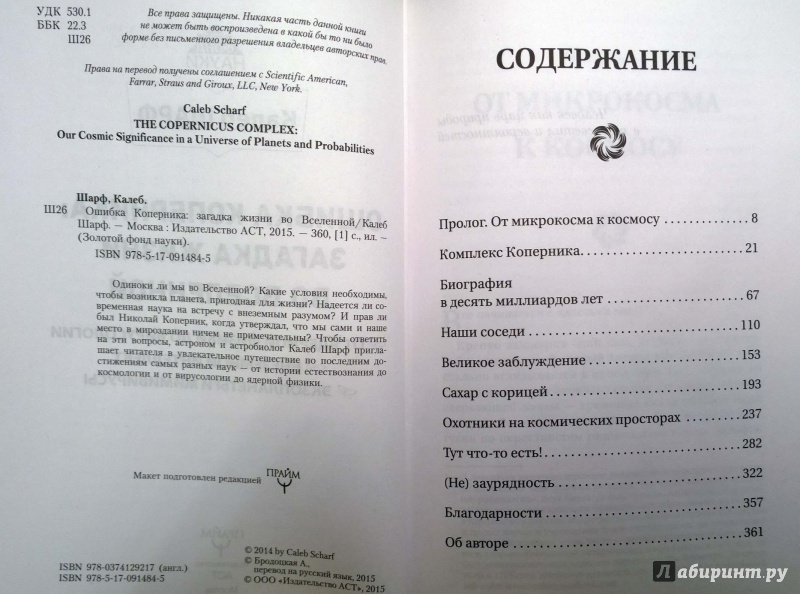 УДК 530.1
ББК 22.3
Ш26
Все права защищены. Никакая часть данной книги
не может быть воспроизведена в какой бы то ни было
форме без письменного разрешения владельцев авторских прав.
Права на перевод получены соглашением с Scientific American,
Farrar, Straus and Giroux, LLC, New York.
Caleb Scharf
THE COPERNICUS COMPLEX:
Our Cosmic Significance in a Universe of Planets and Probabilities
Шарф, Калеб.
Ш26 Ошибка Коперника: загадка жизни во Вселенной/Калеб
Шарф. — Москва : Издательство АСТ, 2015. — 360, [1] с., ил. —
(Золотой фонд науки).
ISBN 978-5-17-091484-5
Одиноки ли мы во Вселенной? Какие условия необходимы,
чтобы возникла планета, пригодная для жизни? Надеется ли со-
временная наука на встречу с внеземным разумом? И прав ли
был Николай Коперник, когда утверждал, что мы сами и наше
место в мироздании ничем не примечательны? Чтобы ответить
на эти вопросы, астроном и астробиолог Калеб Шарф пригла-
шает читателя в увлекательное путешествие по последним до-
стижениям самых разных наук — от истории естествознания до
космологии и от вирусологии до ядерной физики.
Макет подготовлен редакцией ПРАЙМ
ISBN 978-0374129217 (англ.)
ISBN 978-5-17-091484-5
© 2014 by Caleb Scharf
© Бродоцкая А.,
перевод на русский язык, 2015
© ООО «Издательство АСТ», 2015
СОДЕРЖАНИЕ
Пролог. От микрокосма к космосу 8
Комплекс Коперника 21
Биография
в десять миллиардов лет 67
Наши соседи 110
Великое заблуждение 153
Сахар с корицей 193
Охотники на космических просторах 237
Тут что-то есть! 282
(Не) заурядность 322
Благодарности 357
Об авторе 361
Лабиринт.ру